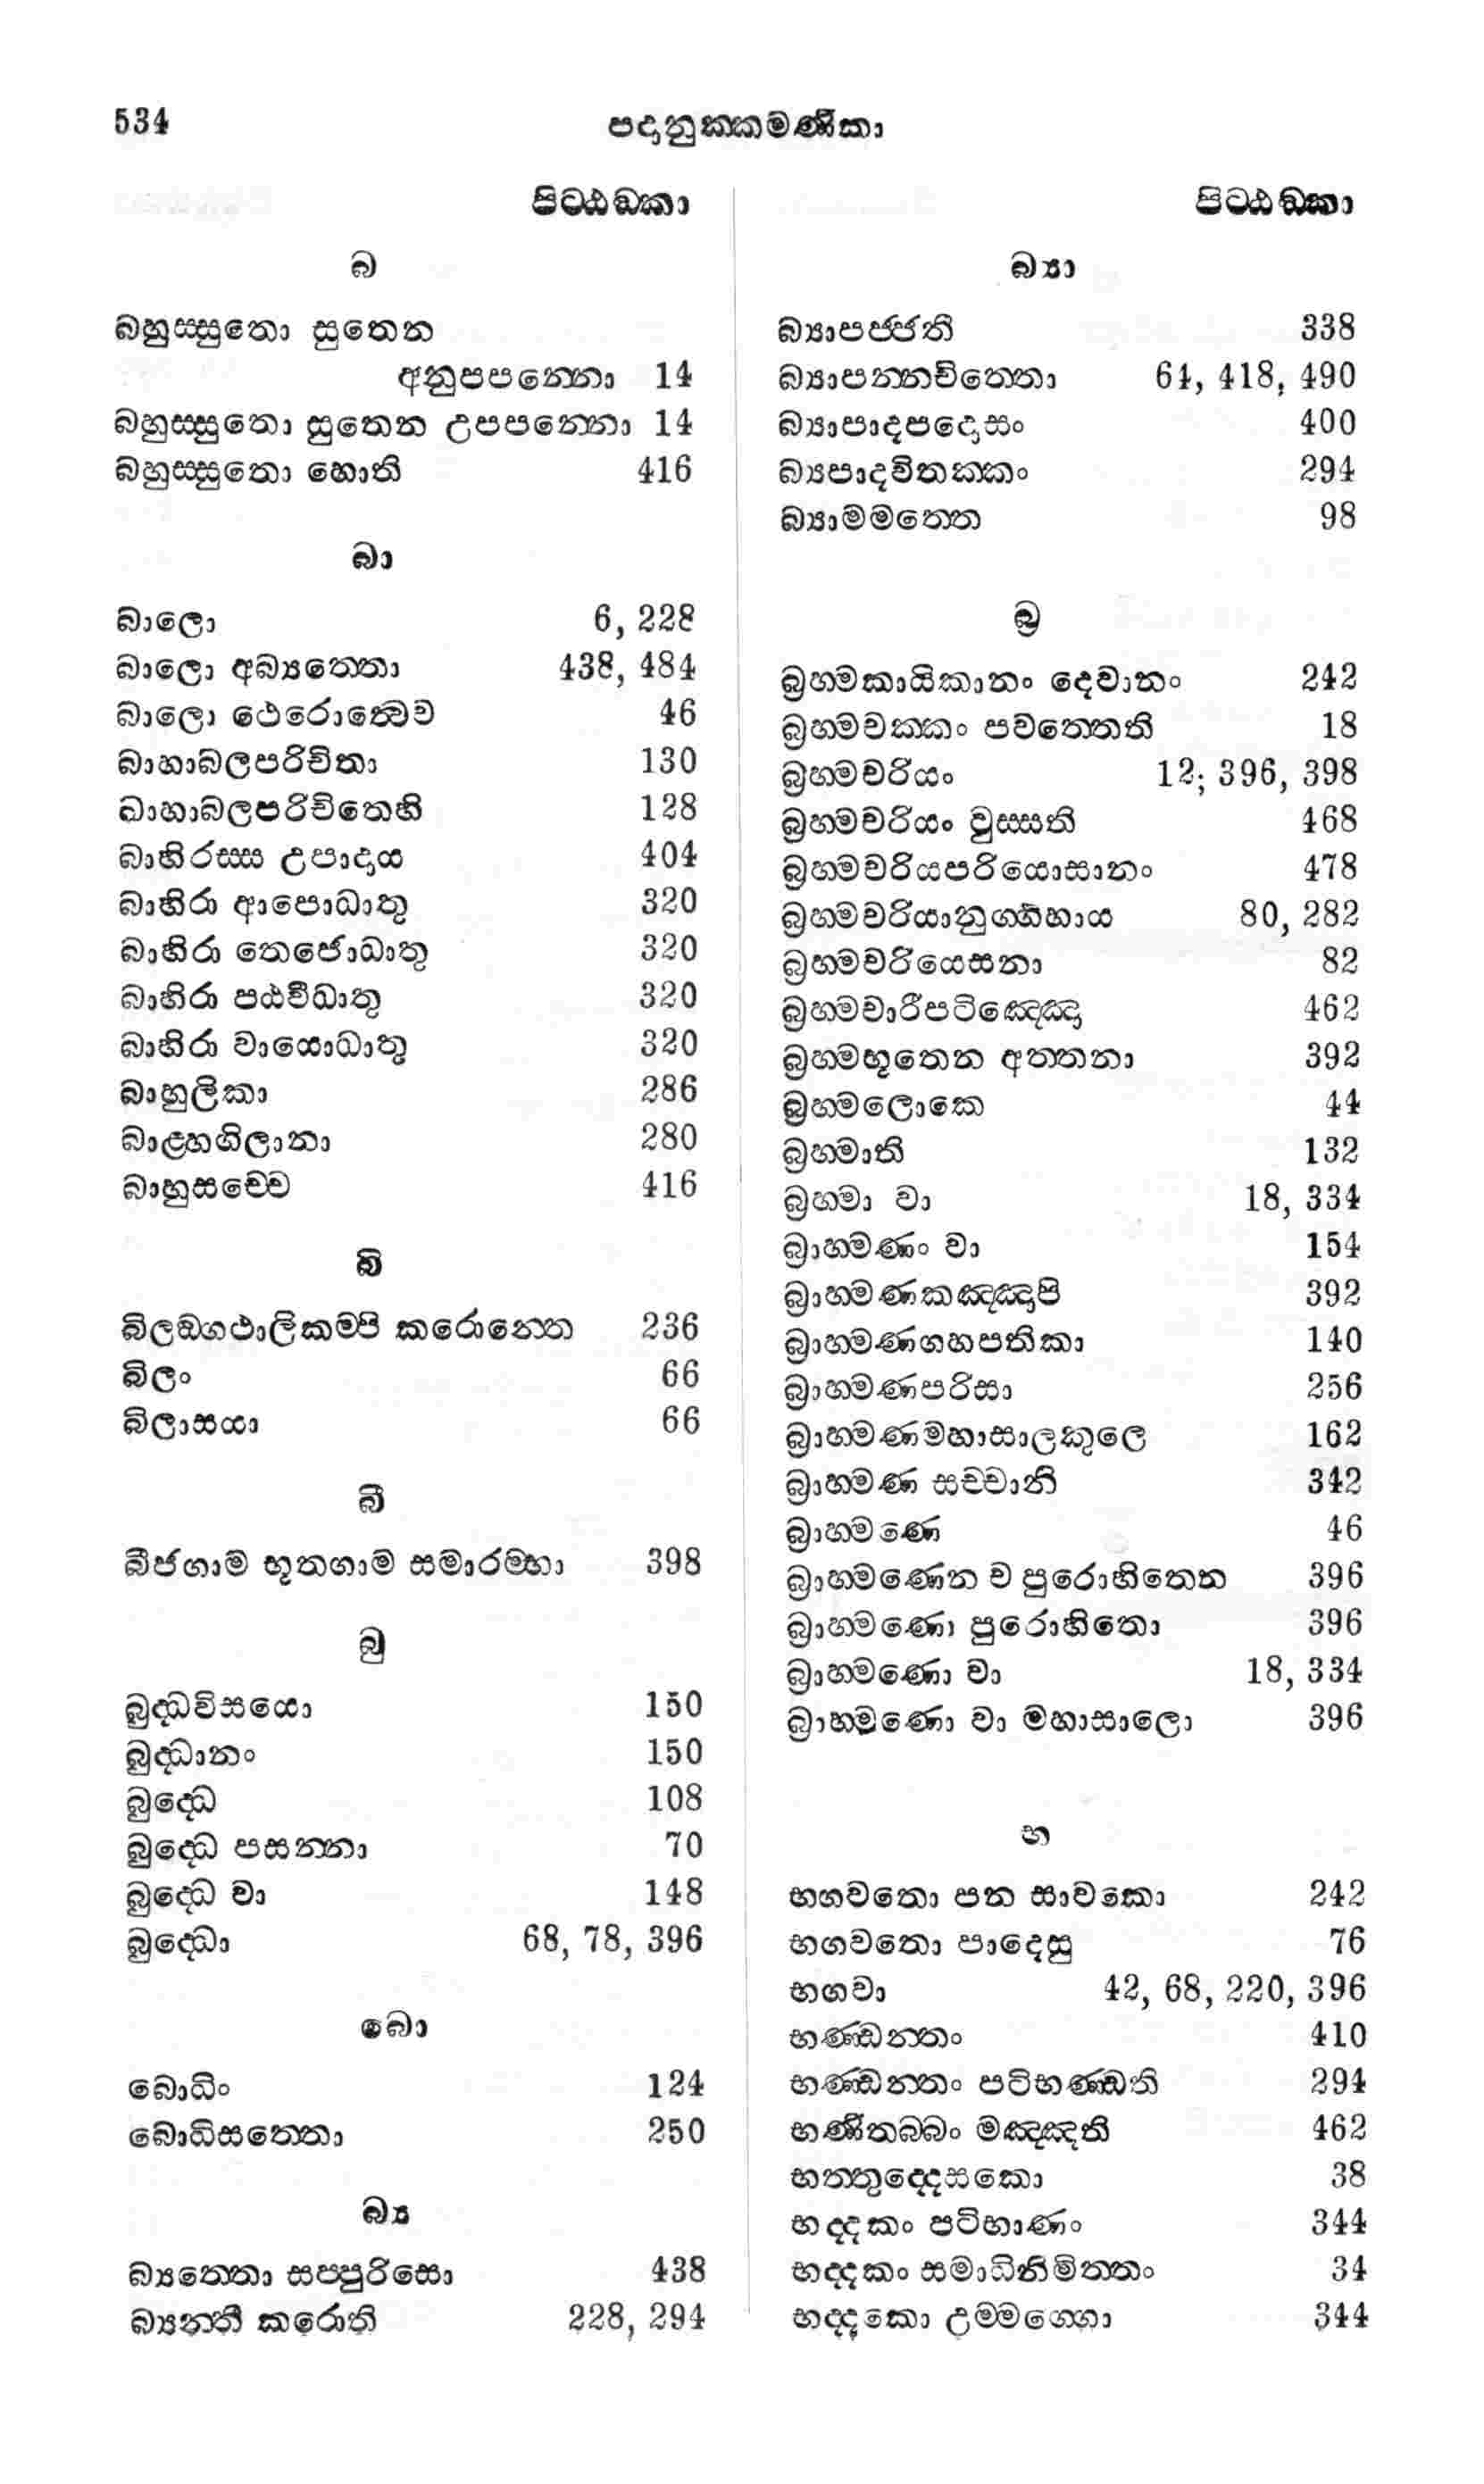 534 පදානුක්කමණිකා
පිට්ඨඞ්කා
බ
බහුස්සුතො සුතෙන
අනුපපන්නො 14
බහුස්සුතො සුතෙන උපපන්නො 14
බහුස්සුතො හොති 416
බා
බාලො 6, 228
බාලො අබ්‍යත්තො 438, 484
බාලො ථෙරොත්‍වෙව 46
බාහාබලපරිචිතා 130
ඛාහාබලපරිචිතෙහි 128
බාහිරස්ස උපාදාය 404
බාහිරා ආපොධාතු 320
බාහිරා තෙජොධාතු 320
බාහිරා පඨවීධාතු 320
බාහිරා වායොධාතු 320
බාහුලිකා 286
බාළ්හගිලානා 280
බාහුසච්චෙ 416
බි
බිලඞ්ගථාලිකම්පි කරොන්තෙ 236
බිලං 66
බිලාසයා 66
බී
බීජගාම භූතගාම සමාරම්භා 398
බු
බුද්ධවිසයො 150
බුද්ධානං 150
බුද්ධෙ 108
බුද්ධෙ පසන්නා 70
බුද්ධෙ වා 148
බුද්ධො 68, 78, 396
බො
බොධිං 124
බොධිසත්තො 250
බ්‍ය
බ්‍යත්තො සප්පුරිසො 438
බ්‍යන්තී කරොති 228, 294
පිට්ඨඞ්කා
බ්‍යා
බ්‍යාපජ්ජති 338
බ්‍යාපන්නචිත්තො 64, 418, 490
බ්‍යාපාදපදොසං 400
බ්‍යපාදවිතක්කං 294
බ්‍යාමමත්තෙ 98
බ්‍ර
බ්‍රහ්මකායිකානං දෙවානං 242
බ්‍රහ්මචක්කං පවත්තෙති 18
බ්‍රහ්මචරියං 12; 396, 398
බ්‍රහ්මචරියං වුස්සති 468
බ්‍රහ්මචරියපරියොසානං 478
බ්‍රහ්මචරියානුග්ගහාය 80, 282
බ්‍රහ්මචරියෙසනා 82
බ්‍රහ්මචාරීපටිඤ්ඤෙ 462
බ්‍රහ්මභූතෙන අත්තනා 392
බ්‍රහ්මලොකෙ 44
බ්‍රහ්මාති 132
බ්‍රහ්මා වා 18, 334
බ්‍රාහ්මණං වා 154
බ්‍රාහ්මණකඤ්ඤාපි 392
බ්‍රාහ්මණගහපතිකා 140
බ්‍රාහ්මණපරිසා 256
බ්‍රාහ්මණමහාසාලකුලෙ 162
බ්‍රාහ්මණ සච්චානි 342
බ්‍රාහ්මණෙ 46
බ්‍රාහ්මණෙන ච පුරොහිතෙන 396
බ්‍රාහ්මණො පුරොහිතො 396
බ්‍රාහ්මණො වා 18, 334
බ්‍රාහ්මණො වා මහාසාලො 396
භ
භගවතො පන සාවකො 242
භගවතො පාදෙසු 76
භගවා 42, 68, 220, 396
භණ්ඩන්තං 410
භණ්ඩන්තං පටිභණ්ඩති 294
භණිතබ්බං මඤ්ඤති 462
භත්තුද්දෙසකො 38
භද්දකං පටිභාණං 344
භද්දකං සමාධිනිමිත්තං 34
භද්දකො උම්මග්ගො 344